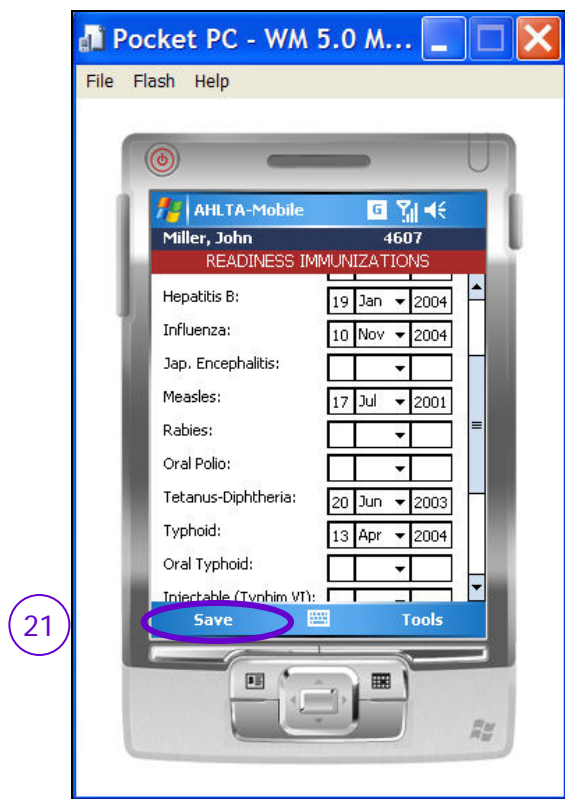 Pocket PC - WM 5.0 M...
File Flash Help
AHLTA-Mobile G
Miller, John 4607
READINESS IMMUNIZATIONS
Hepatitis B: 19 Jan 2004
Influenza: 10 Nov 2004
Jap. Encephalitis:
Measles: 17 Jul 2001
Rabies:
Oral Polio:
Tetanus-Diphtheria: 20 Jun 2003
Typhoid: 13 Apr 2004
Oral Typhoid:
Injectable (Typhim VI):
21 Save Tools